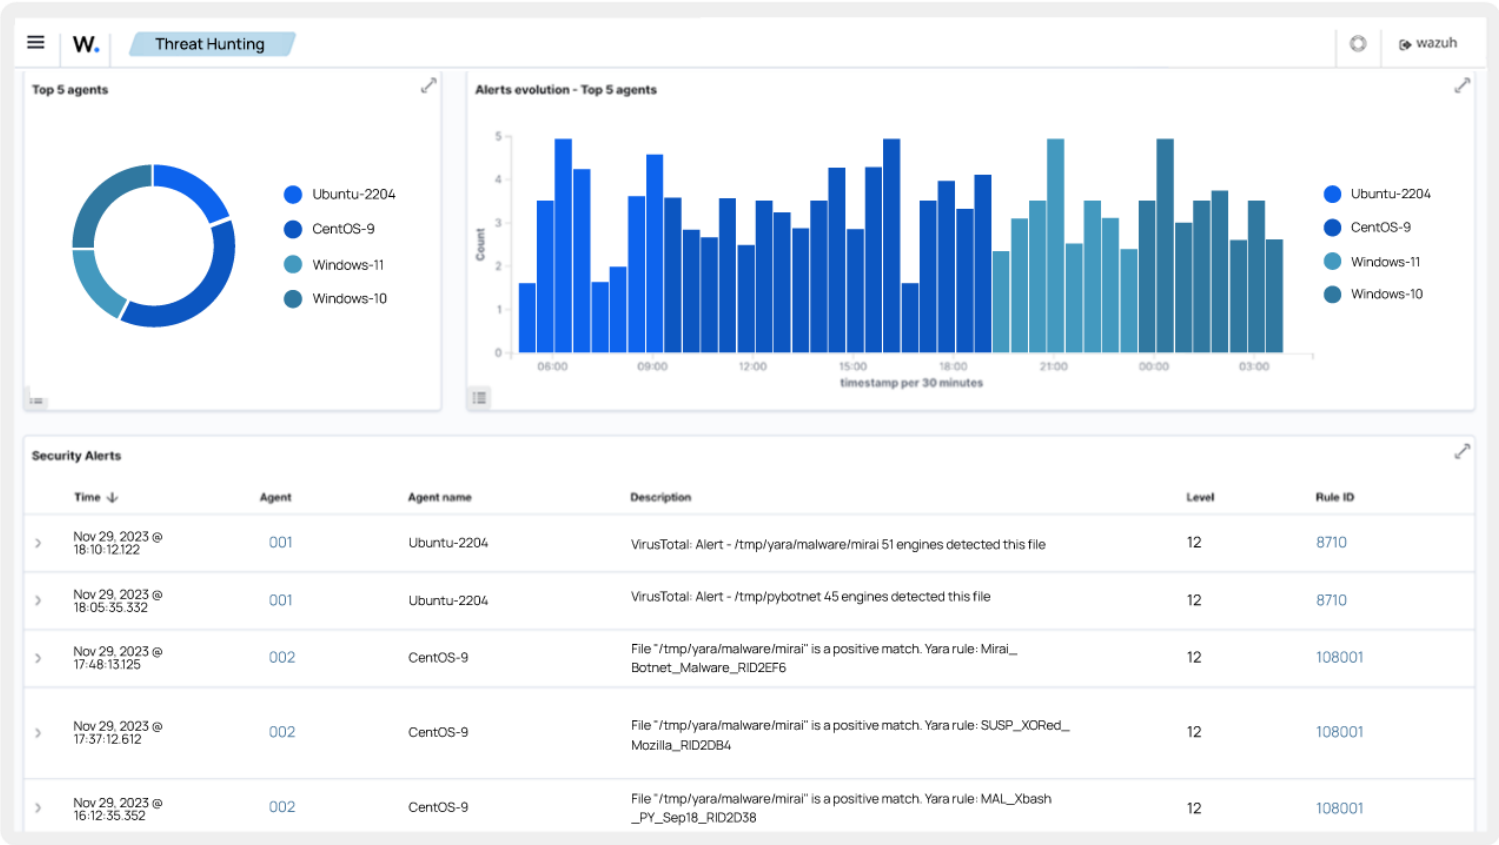 W.
Threat Hunting
wazuh
Top 5 agents
Ubuntu-2204
CentOS-9
Windows-11
Windows-10
Alerts evolution - Top 5 agents
Count
5
4
3
2
1
0
06:00 09:00 12:00 15:00 18:00 21:00 00:00 03:00
timestamp per 30 minutes
Ubuntu-2204
CentOS-9
Windows-11
Windows-10
Security Alerts
Time Agent Agent name Description Level Rule ID
Nov 29, 2023 @
18:10:12.122
001 Ubuntu-2204 VirusTotal: Alert - /tmp/yara/malware/mirai 51 engines detected this file 12 8710
Nov 29, 2023 @
18:05:35.332
001 Ubuntu-2204 VirusTotal: Alert - /tmp/pybotnet 45 engines detected this file 12 8710
Nov 29, 2023 @
17:48:13.125
002 CentOS-9 File "/tmp/yara/malware/mirai" is a positive match. Yara rule: Mirai_
Botnet_Malware_RID2EF6
12 108001
Nov 29, 2023 @
17:37:12.612
002 CentOS-9 File "/tmp/yara/malware/mirai" is a positive match. Yara rule: SUSP_XORed_
Mozilla_RID2DB4
12 108001
Nov 29, 2023 @
16:12:35.352
002 CentOS-9 File "/tmp/yara/malware/mirai" is a positive match. Yara rule: MAL_Xbash
_PY_Sep18_RID2D38
12 108001